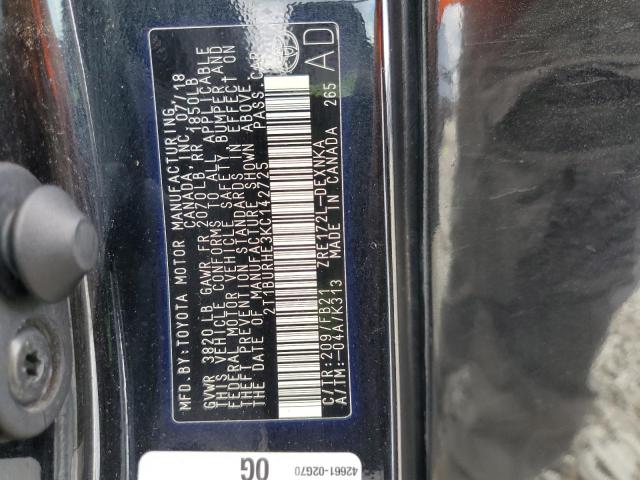 MFD.BY:TOYOTA MOTOR MANUFACTURING
CANADA, INC. 07/18
GVWR 3820 LB GAWR FR 2070LB RR 1850LB
THIS VEHICLE CONFORMS TO ALL APPLICABLE
FEDERAL MOTOR VEHICLE SAFETY BUMPER AND
THEFT PREVENTION STANDARDS IN EFFECT ON
THE DATE OF MANUFACTURE SHOWN ABOVE
2T1BURHE3KC142725 PASS. CAR
C/TR:209/FB21 ZRE172L-DEXNKA
A/TM:-04A/K313 MADE IN CANADA 265
AD
42661-02G70
0G